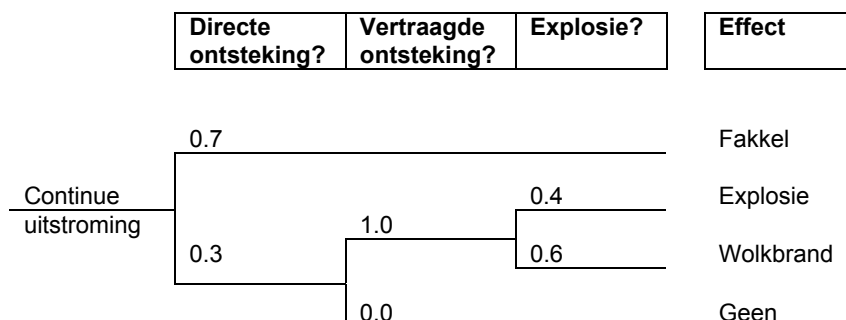 Directe ontsteking?
Vertraagde ontsteking?
Explosie?
Effect
0.7
Fakkel
Continue uitstroming
0.4
Explosie
1.0
0.3
0.6
Wolkbrand
0.0
Geen